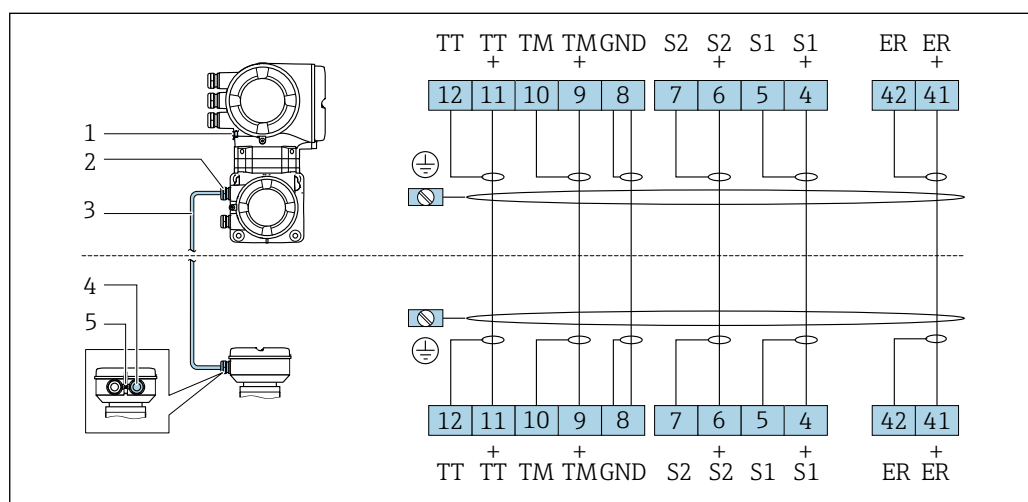 TT TT TM TM GND S2 S2 S1 S1 ER ER
+ + + + +
12 11 10 9 8 7 6 5 4 42 41
1
2
3
4
5
12 11 10 9 8 7 6 5 4 42 41
+ + + + +
TT TT TM TM GND S2 S2 S1 S1 ER ER